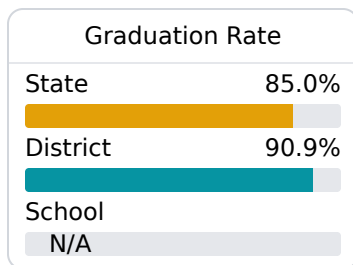 Graduation Rate
State 85.0%
District 90.9%
School
N/A